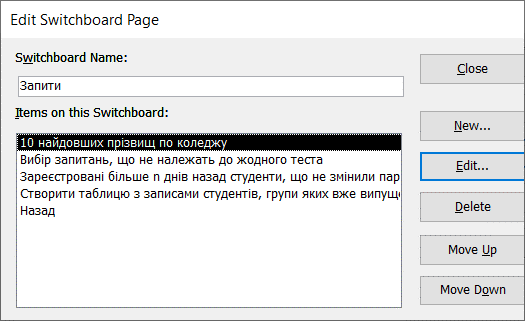 Edit Switchboard Page
Switchboard Name:
Close
Запити
Items on this Switchboard:
10 найдовших прізвищ по коледжу
New...
Вибір запитань, що не належать до жодного теста
Edit...
Зареєстровані більше n днів назад студенти, що не змінили
Створити таблицю з записами студентів, групи яких вже
Назад
Delete
Move Up
Move Down